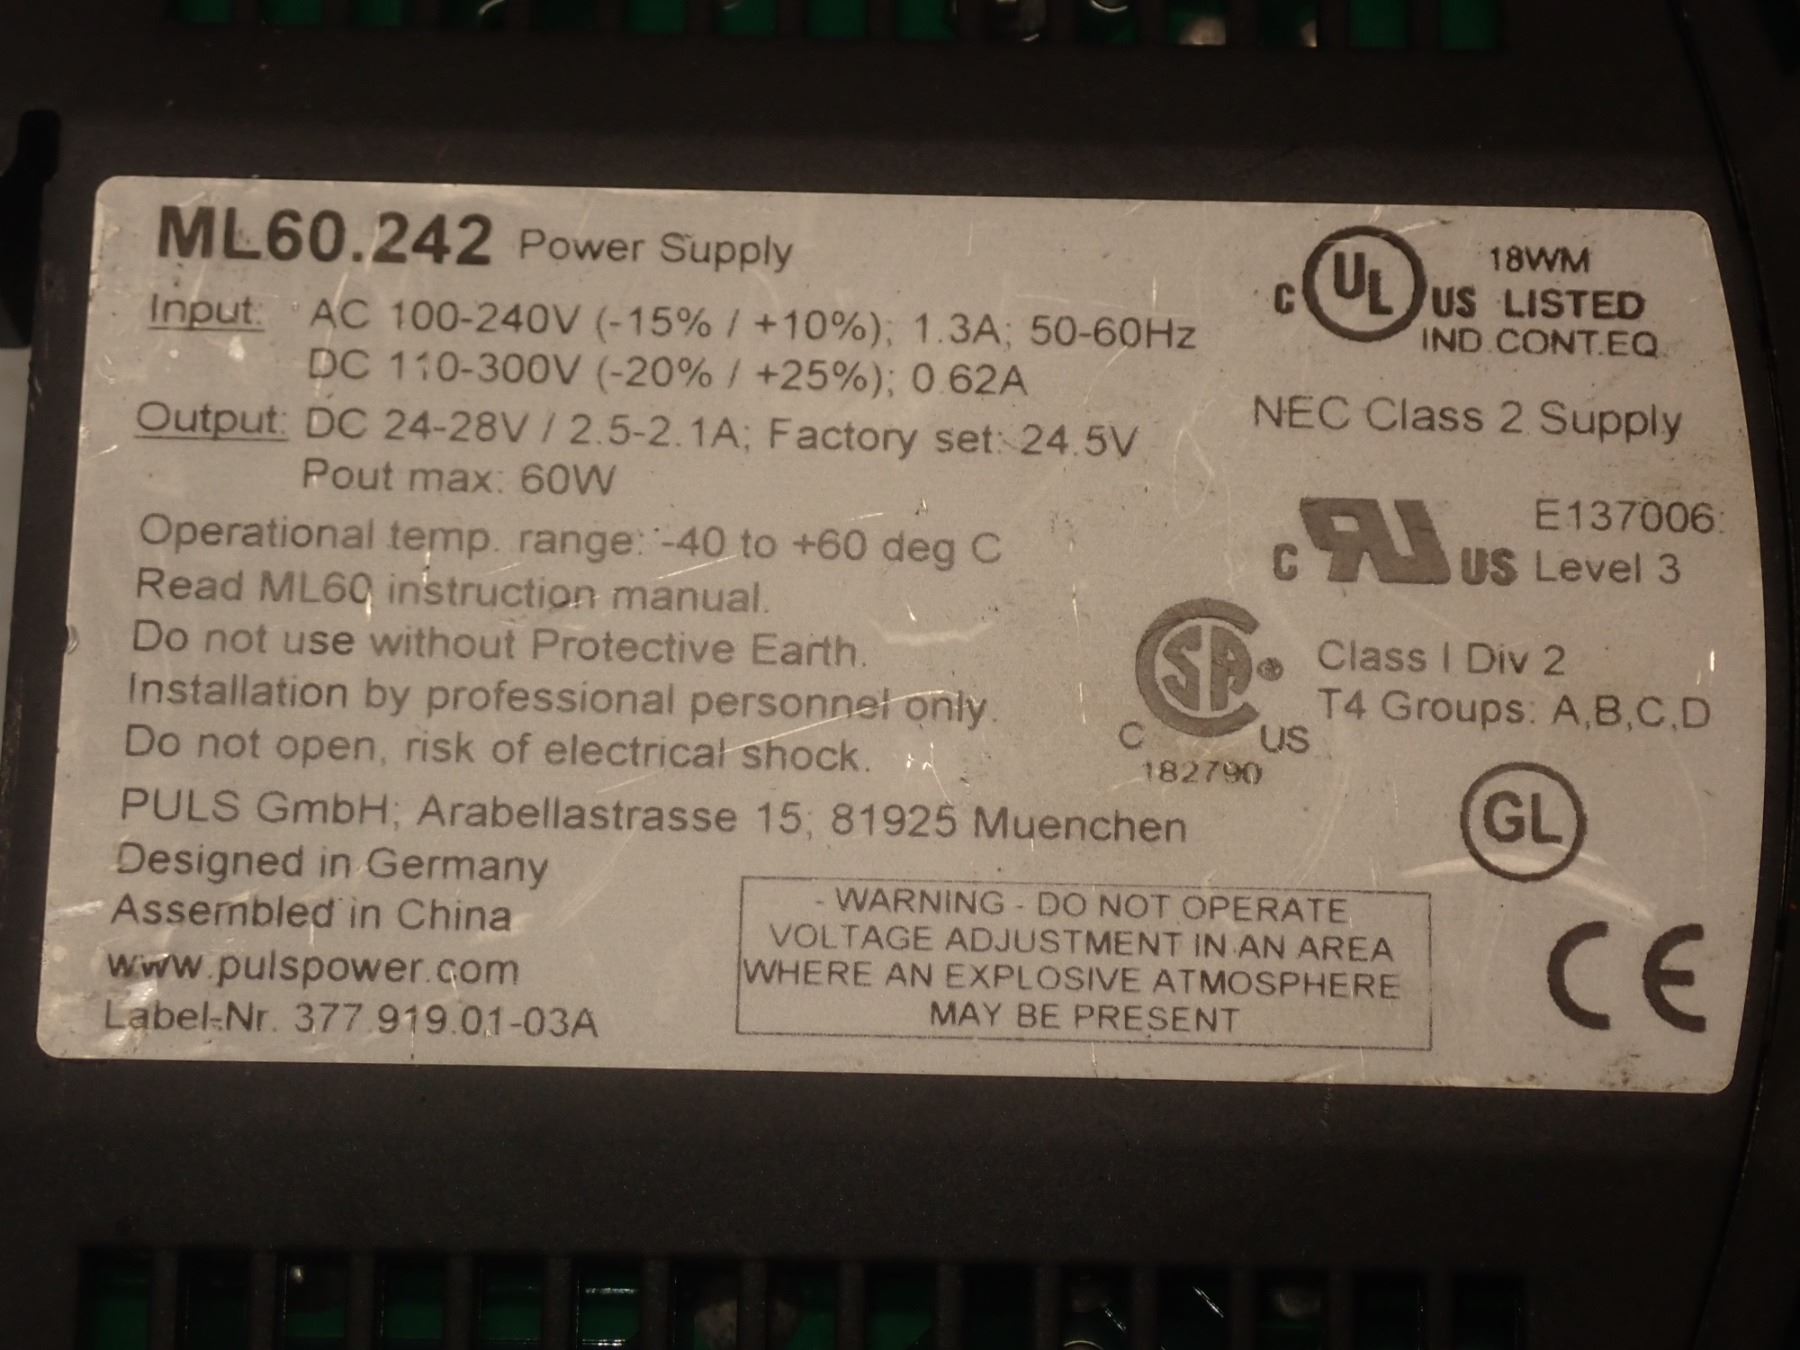 ML60.242 Power Supply
Input: AC 100-240V (-15% / +10%); 1.3A; 50-60Hz
DC 110-300V (-20% / +25%); 0.62A
Output: DC 24-28V / 2.5-2.1A; Factory set: 24.5V
Pout max: 60W
Operational temp. range: -40 to +60 deg C
Read ML60 instruction manual.
Do not use without Protective Earth.
Installation by professional personnel only.
Do not open, risk of electrical shock.
PULS GmbH; Arabellastrasse 15; 81925 Muenchen
Designed in Germany
Assembled in China
www.pulspower.com
Label-Nr. 377.919.01-03A
- WARNING - DO NOT OPERATE
VOLTAGE ADJUSTMENT IN AN AREA
WHERE AN EXPLOSIVE ATMOSPHERE
MAY BE PRESENT
18WM
C UL US LISTED
IND.CONT.EQ.
NEC Class 2 Supply
E137006:
C RU US Level 3
CSA ® Class I Div 2
T4 Groups: A,B,C,D
C US
182790
GL
CE